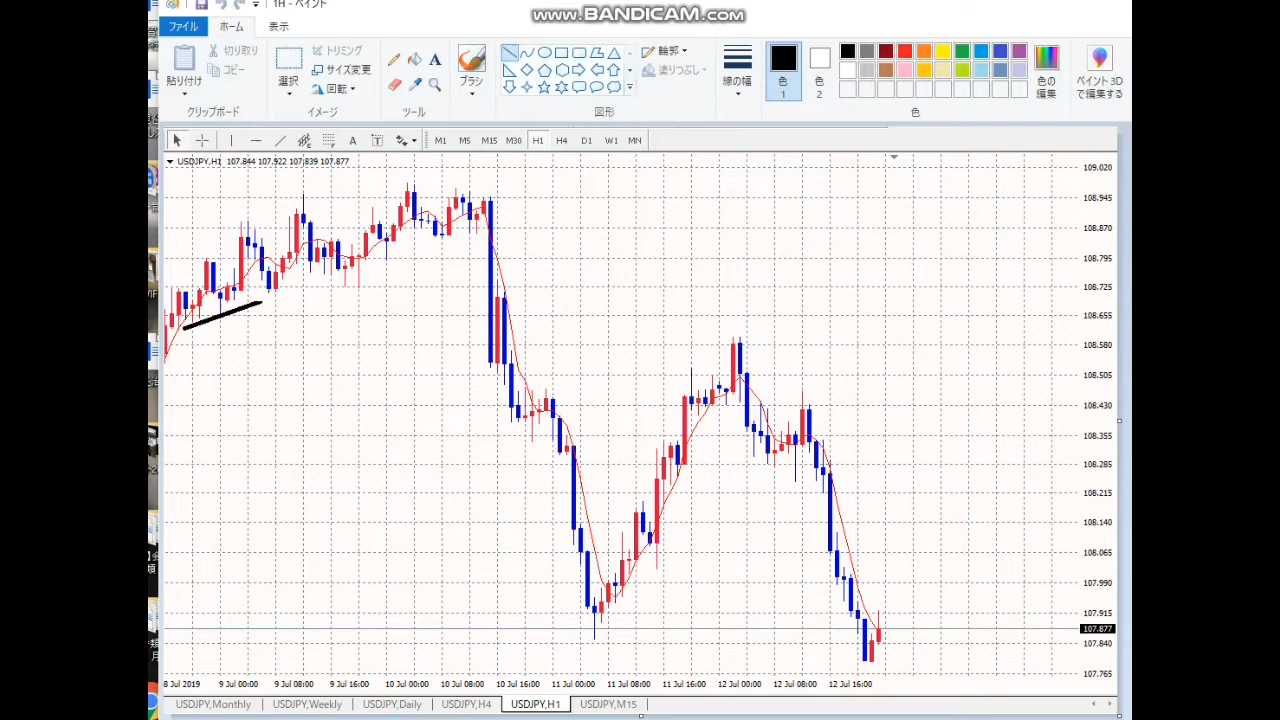 1H - ペイント
www.BANDICAM.com
ファイル ホーム 表示
貼り付け 切り取り コピー 選択 トリミング サイズ変更 回転 ブラシ 輪郭 塗りつぶし 線の幅 色 1 色 2 色の編集 ペイント 3D で編集する
クリップボード イメージ ツール 図形 色
A T M1 M5 M15 M30 H1 H4 D1 W1 MN
USDJPY,H1 107.844 107.922 107.839 107.877
109.020
108.945
108.870
108.795
108.725
108.655
108.580
108.505
108.430
108.355
108.285
108.215
108.140
108.065
107.990
107.915
107.877
107.840
107.765
8 Jul 2019 9 Jul 00:00 9 Jul 08:00 9 Jul 16:00 10 Jul 00:00 10 Jul 08:00 10 Jul 16:00 11 Jul 00:00 11 Jul 08:00 11 Jul 16:00 12 Jul 00:00 12 Jul 08:00 12 Jul 16:00
USDJPY,Monthly USDJPY,Weekly USDJPY,Daily USDJPY,H4 USDJPY,H1 USDJPY,M15